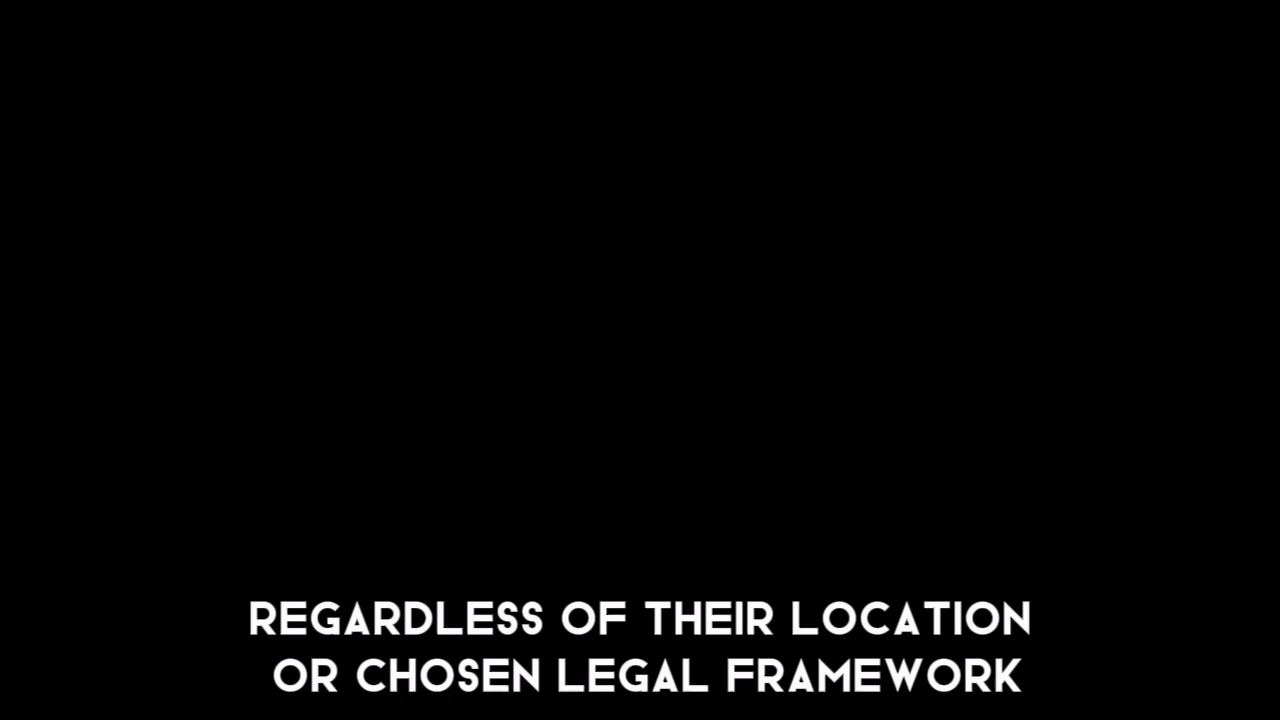 REGARDLESS OF THEIR LOCATION
OR CHOSEN LEGAL FRAMEWORK